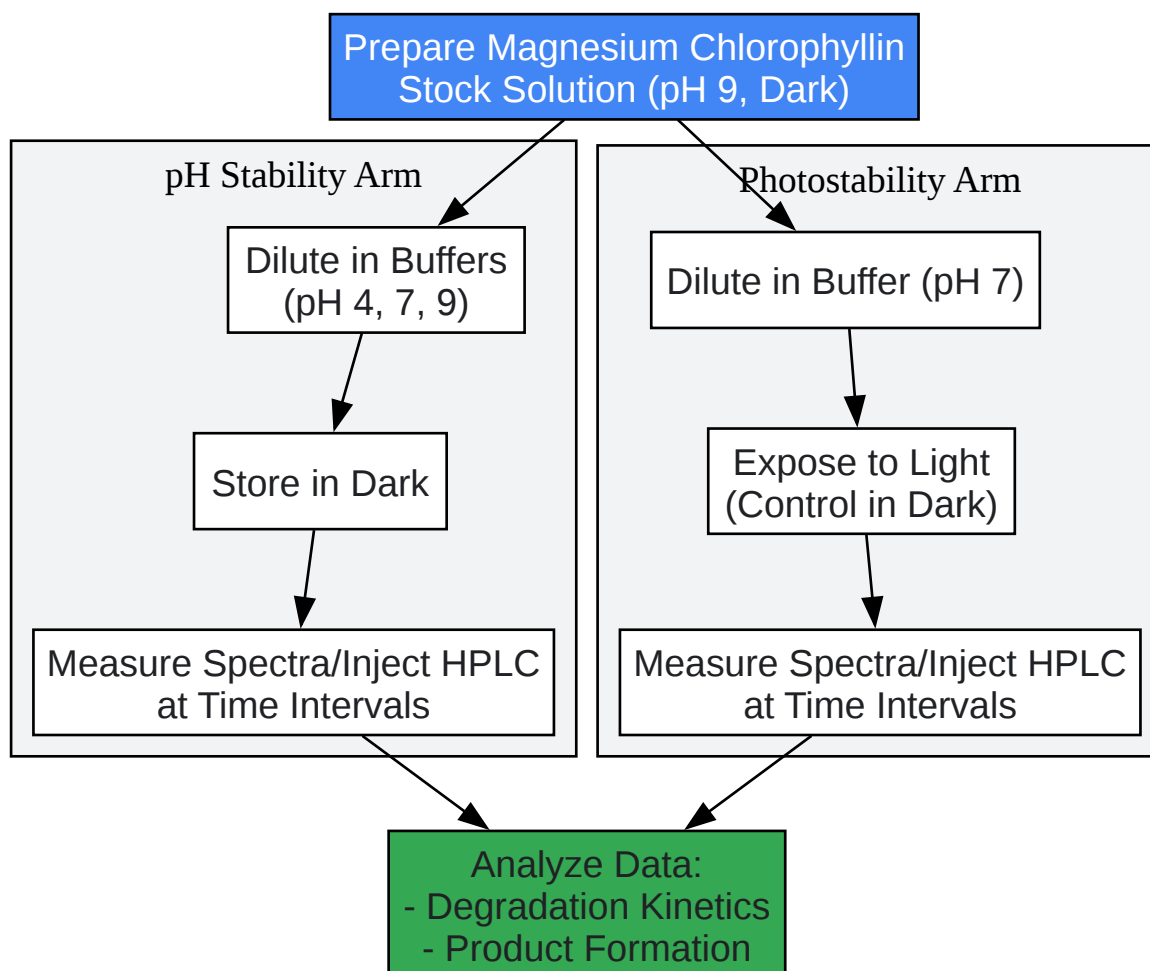 Prepare Magnesium Chlorophyllin
Stock Solution (pH 9, Dark)
pH Stability Arm
Dilute in Buffers
(pH 4, 7, 9)
Store in Dark
Measure Spectra/Inject HPLC
at Time Intervals
Photostability Arm
Dilute in Buffer (pH 7)
Expose to Light
(Control in Dark)
Measure Spectra/Inject HPLC
at Time Intervals
Analyze Data:
- Degradation Kinetics
- Product Formation